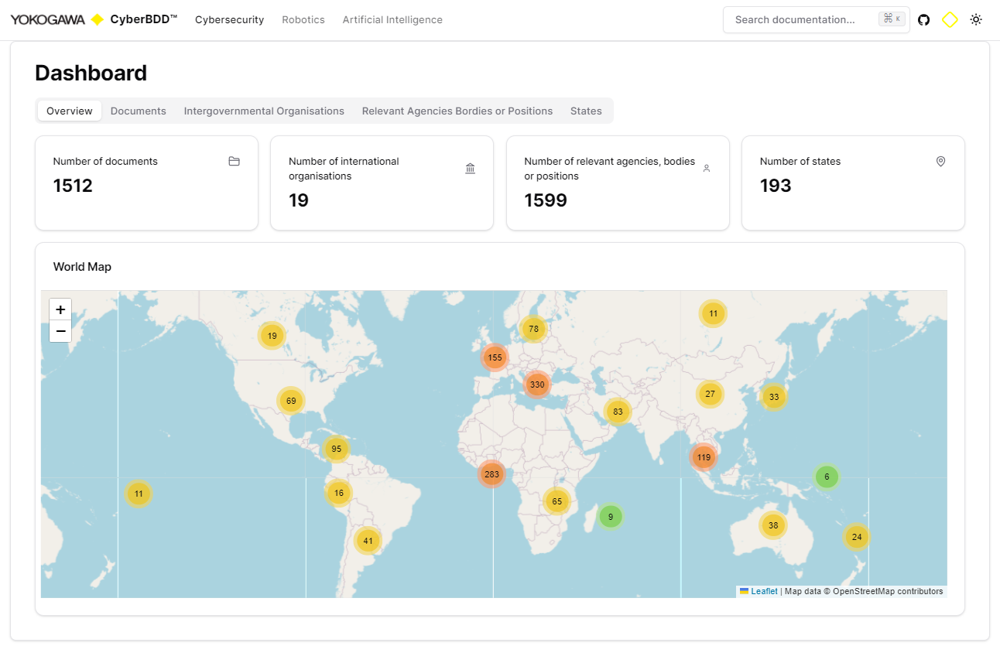 YOKOGAWA CyberBDD™ Cybersecurity Robotics Artificial Intelligence Search documentation... ⌘ K
Dashboard
Overview Documents Intergovernmental Organisations Relevant Agencies Bordies or Positions States
Number of documents
1512
Number of international
organisations
19
Number of relevant agencies, bodies
or positions
1599
Number of states
193
World Map
+
−
11
78
19
155
330
69
27
33
83
95
119
283
6
11
16
65
9
38
41
24
Leaflet | Map data © OpenStreetMap contributors